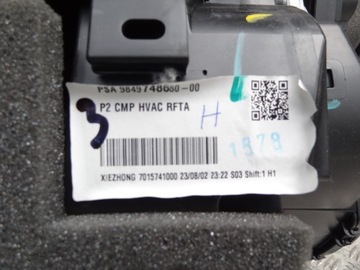 PSA 9849748680-00
P2 CMP HVAC RFTA
H
3
1579
XIEZHONG 7015741000 23/08/02 23:22 S03 Shift:1 H1